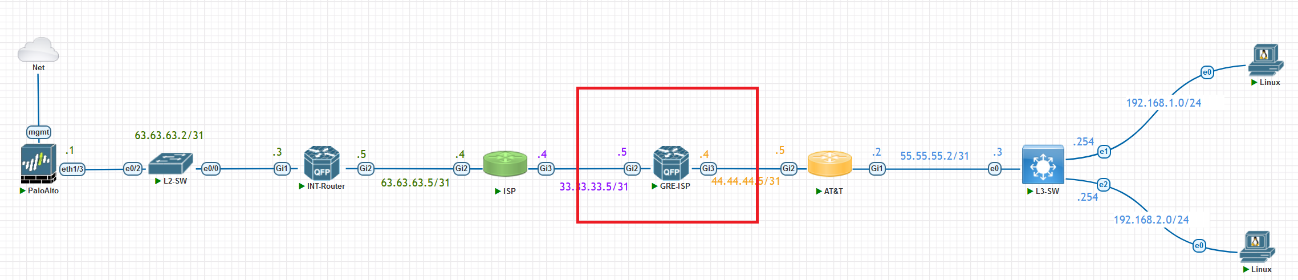 Net
mgmt
PaloAlto
.1
eth1/3
63.63.63.2/31
e0/2
L2-SW
e0/0
.3
Gi1
QFP
INT-Router
.5
Gi2
63.63.63.5/31
.4
Gi2
ISP
.4
Gi3
33.33.33.5/31
.5
Gi2
QFP
GRE-ISP
.4
Gi3
44.44.44.5/31
.5
Gi2
AT&T
.2
Gi1
55.55.55.2/31
.3
e0
L3-SW
.254
e1
192.168.1.0/24
e0
Linux
.254
e2
192.168.2.0/24
e0
Linux